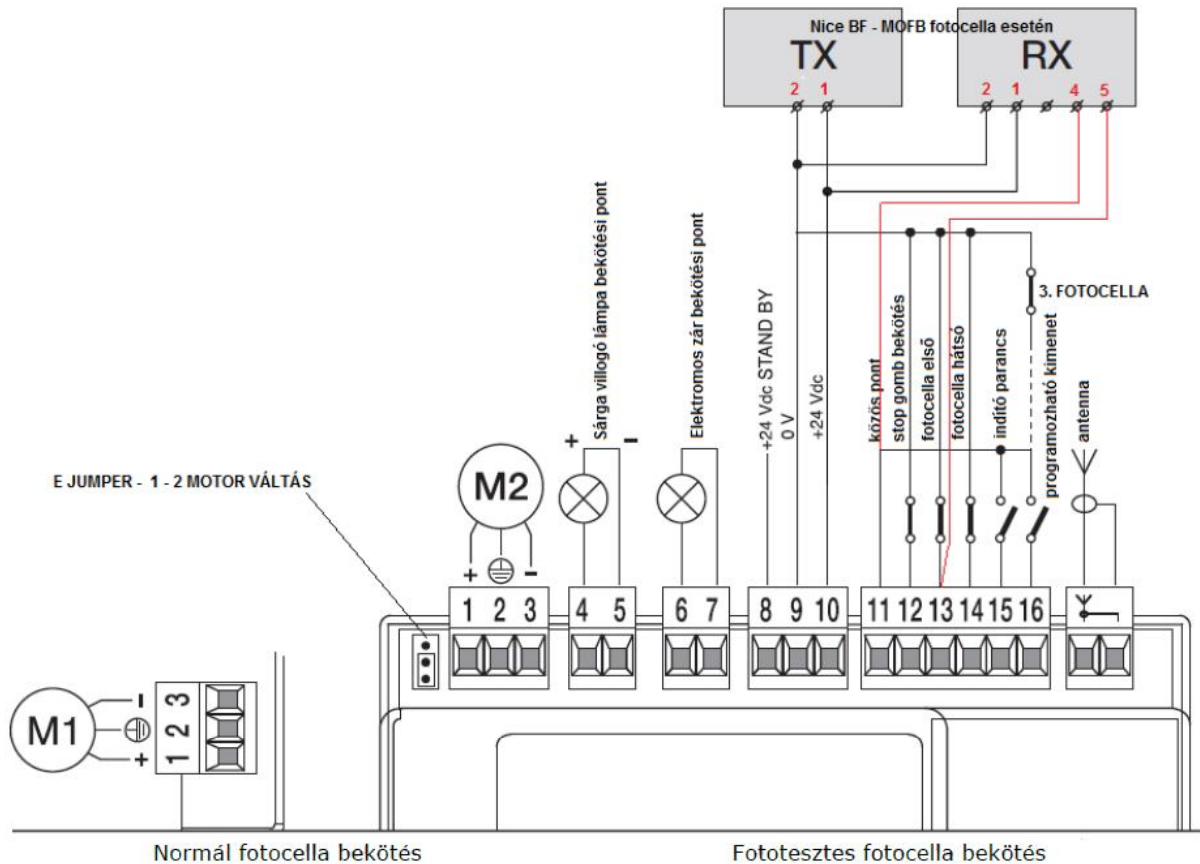 Nice BF - MOFB fotocella esetén
TX
RX
2 1
2 1 4 5
Sárga villogó lámpa bekötési pont
Elektromos zár bekötési pont
+24 Vdc STAND BY
0 V
+24 Vdc
közös pont
stop gomb bekötés
fotocella első
fotocella hátsó
indító parancs
programozható kimenet
antenna
3. FOTOCELLA
E JUMPER - 1 - 2 MOTOR VÁLTÁS
M2
+ -
+ -
1 2 3
4 5
6 7
8 9 10
11 12 13 14 15 16
M1
-
+
3
2
1
Normál fotocella bekötés
Fototesztes fotocella bekötés